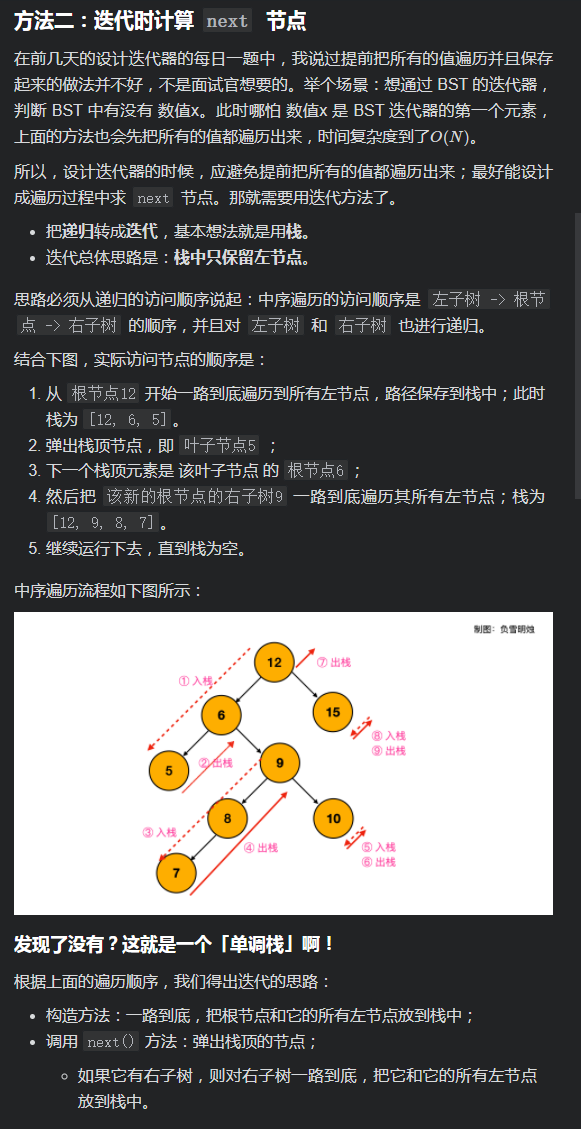 方法二：迭代时计算 next 节点
在前几天的设计迭代器的每日一题中，我说过提前把所有的值遍历并且保存
起来的做法并不好，不是面试官想要的。举个场景：想通过 BST 的迭代器，
判断 BST 中有没有 数值x。此时哪怕 数值x 是 BST 迭代器的第一个元素，
上面的方法也会先把所有的值都遍历出来，时间复杂度到了O(N)。
所以，设计迭代器的时候，应避免提前把所有的值都遍历出来；最好能设计
成遍历过程中求 next 节点。那就需要用迭代方法了。
• 把递归转成迭代，基本想法就是用栈。
• 迭代总体思路是：栈中只保留左节点。
思路必须从递归的访问顺序说起：中序遍历的访问顺序是 左子树 -> 根节
点 -> 右子树 的顺序，并且对 左子树 和 右子树 也进行递归。
结合下图，实际访问节点的顺序是：
1. 从 根节点12 开始一路到底遍历到所有左节点，路径保存到栈中；此时
栈为 [12, 6, 5]。
2. 弹出栈顶节点，即 叶子节点5 ；
3. 下一个栈顶元素是 该叶子节点 的 根节点6；
4. 然后把 该新的根节点的右子树9 一路到底遍历其所有左节点；栈为
[12, 9, 8, 7]。
5. 继续运行下去，直到栈为空。
中序遍历流程如下图所示：
制图：负雪明烛
12
⑦ 出栈
① 入栈
6
15
⑧ 入栈
⑨ 出栈
5
② 出栈
9
8
10
③ 入栈
④ 出栈
⑤ 入栈
⑥ 出栈
7
发现了没有？这就是一个「单调栈」啊！
根据上面的遍历顺序，我们得出迭代的思路：
• 构造方法：一路到底，把根节点和它的所有左节点放到栈中；
• 调用 next() 方法：弹出栈顶的节点；
○ 如果它有右子树，则对右子树一路到底，把它和它的所有左节点
放到栈中。